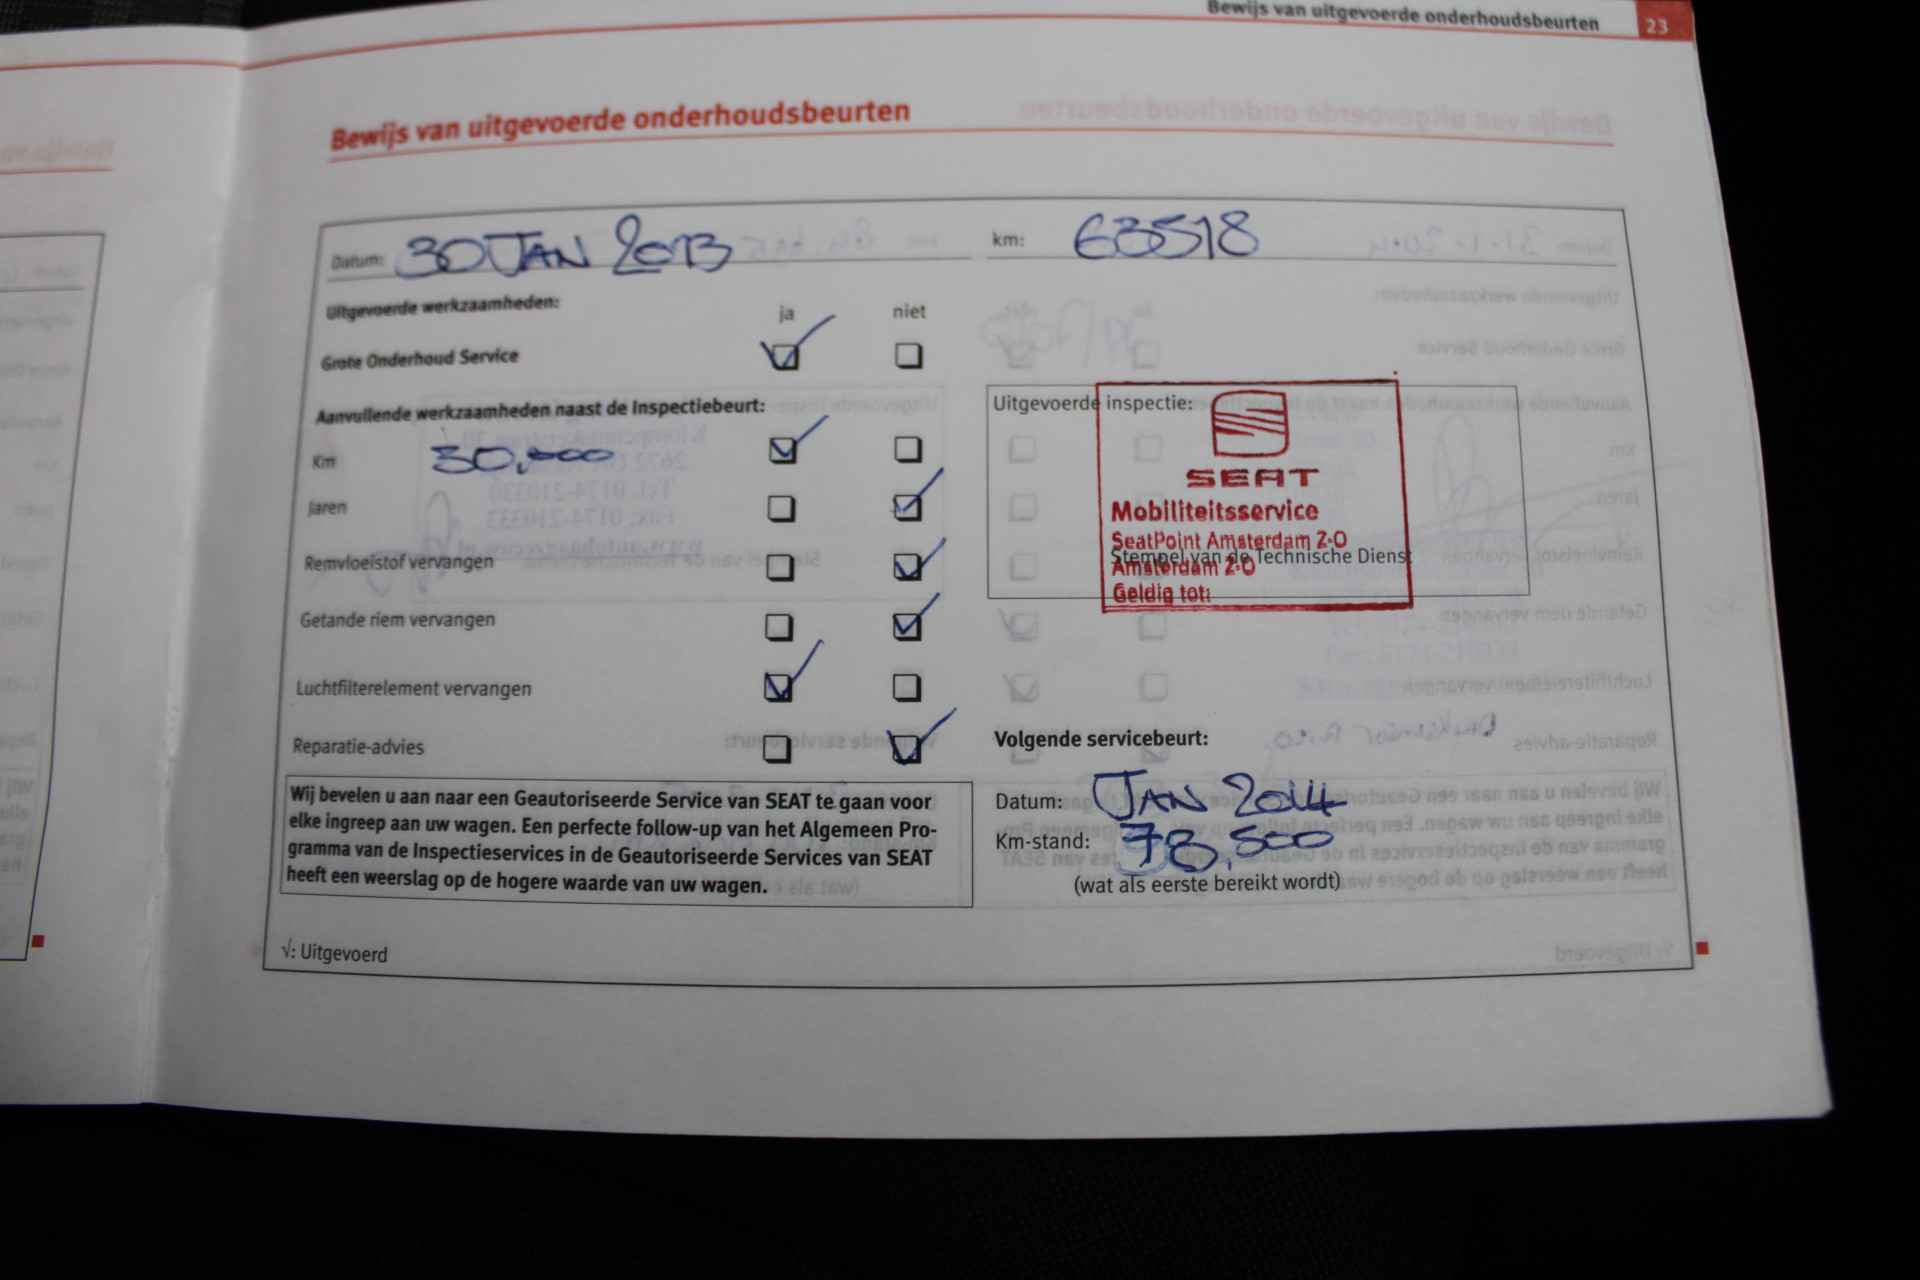 Bewijs van uitgevoerde onderhoudsbeurten 23
Bewijs van uitgevoerde onderhoudsbeurten
Datum: 30 JAN 2013
km: 63518
Uitgevoerde werkzaamheden: ja niet
Grote Onderhoud Service
Aanvullende werkzaamheden naast de Inspectiebeurt:
Km 30.000
Jaren
Remvloeistof vervangen
Getande riem vervangen
Luchtfilterelement vervangen
Reparatie-advies
Uitgevoerde inspectie:
SEAT
Mobiliteitsservice
SeatPoint Amsterdam Z-O
Stempel van de Technische Dienst
Amsterdam Z-O
Geldig tot:
Volgende servicebeurt:
Datum: JAN 2014
Km-stand: 78.500
(wat als eerste bereikt wordt)
Wij bevelen u aan naar een Geautoriseerde Service van SEAT te gaan voor
elke ingreep aan uw wagen. Een perfecte follow-up van het Algemeen Pro-
gramma van de Inspectieservices in de Geautoriseerde Services van SEAT
heeft een weerslag op de hogere waarde van uw wagen.
√: Uitgevoerd